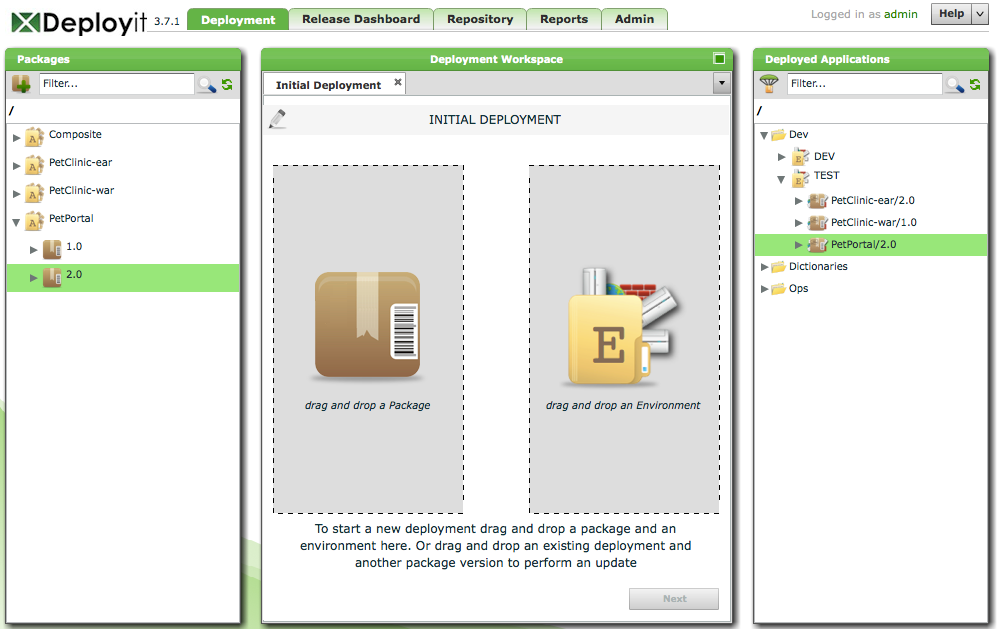 XDeployit 3.7.1
Deployment Release Dashboard Repository Reports Admin
Logged in as admin Help
Packages
Filter...
/
A Composite
A PetClinic-ear
A PetClinic-war
A PetPortal
1.0
2.0
Deployment Workspace
Initial Deployment
INITIAL DEPLOYMENT
drag and drop a Package
E
drag and drop an Environment
To start a new deployment drag and drop a package and an
environment here. Or drag and drop an existing deployment and
another package version to perform an update
Next
Deployed Applications
Filter...
/
Dev
E DEV
E TEST
PetClinic-ear/2.0
PetClinic-war/1.0
PetPortal/2.0
Dictionaries
Ops